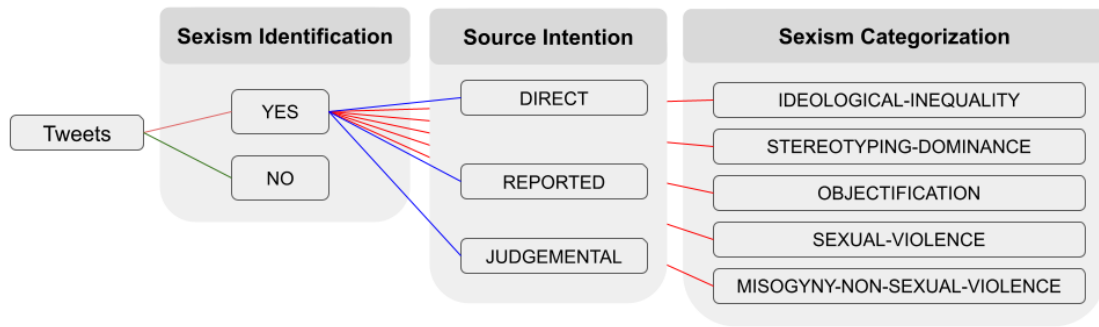 Sexism Identification
Source Intention
Sexism Categorization
Tweets
YES
NO
DIRECT
REPORTED
JUDGEMENTAL
IDEOLOGICAL-INEQUALITY
STEREOTYPING-DOMINANCE
OBJECTIFICATION
SEXUAL-VIOLENCE
MISOGYNY-NON-SEXUAL-VIOLENCE